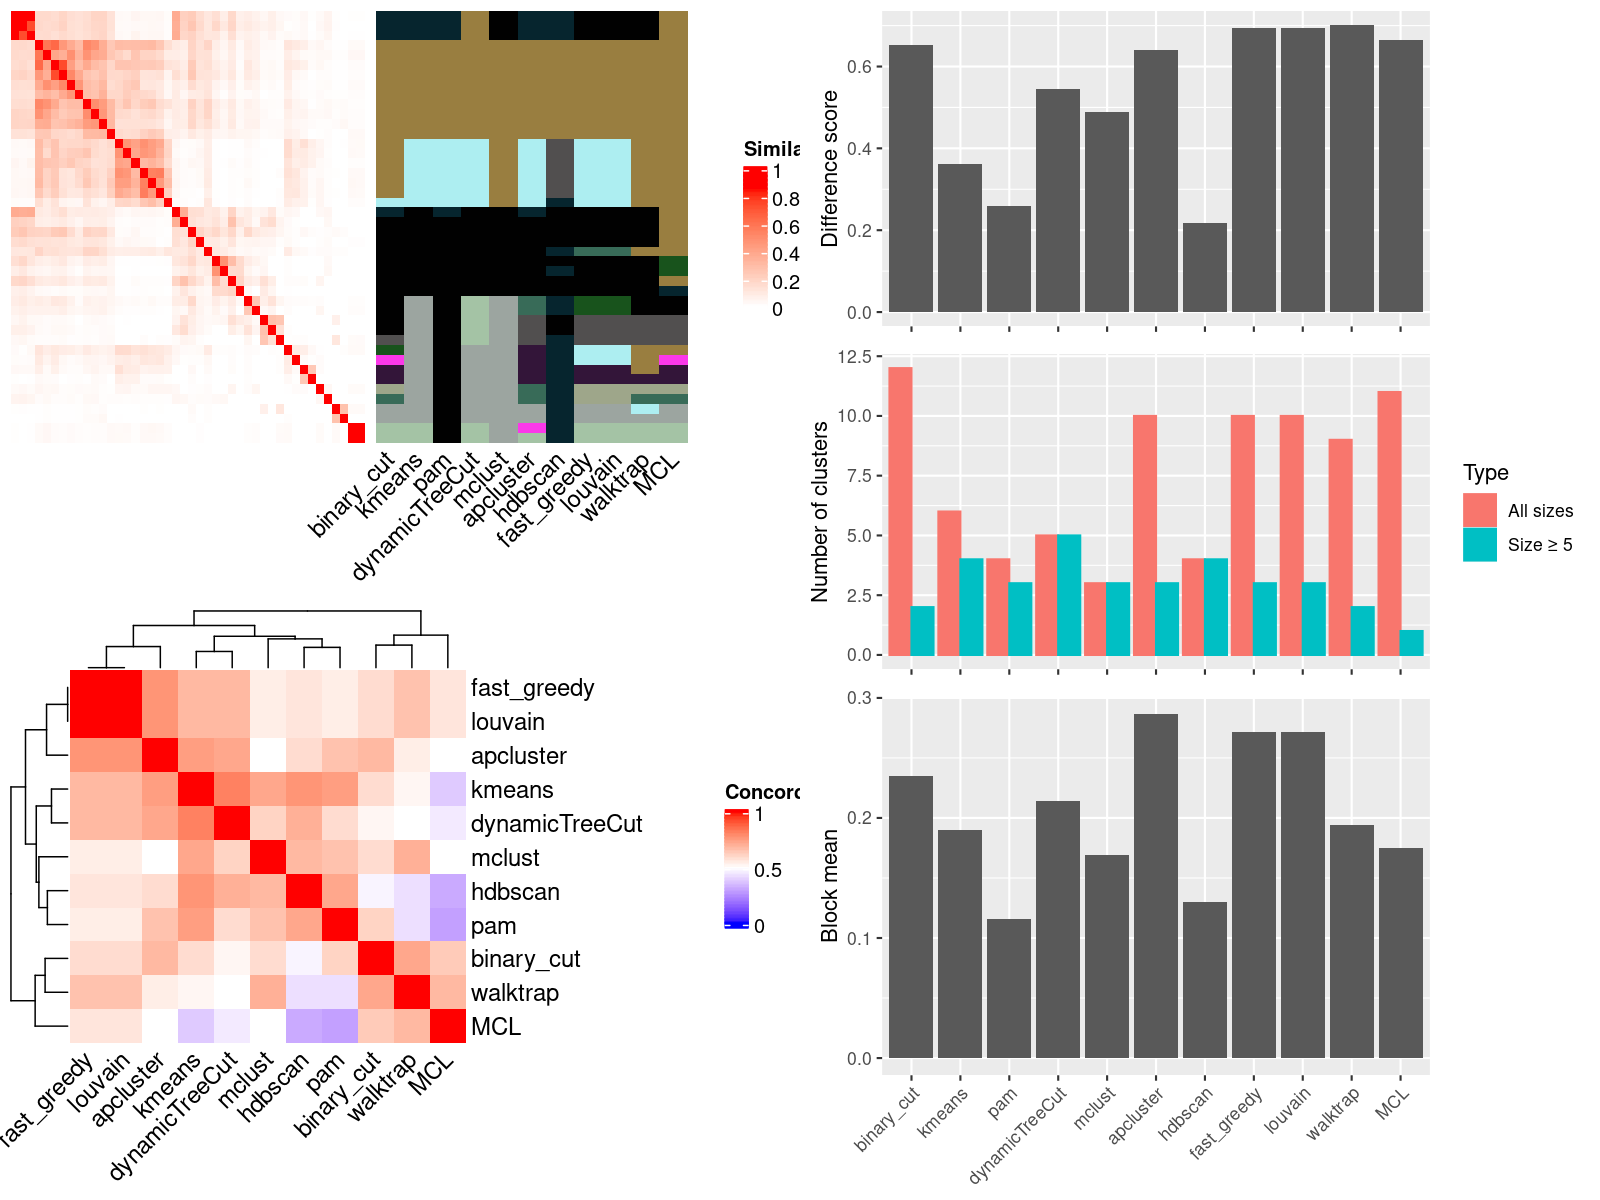 Simila
1
0.8
0.6
0.4
0.2
0
binary_cut
kmeans
pam
dynamicTreeCut
mclust
apcluster
hdbscan
fast_greedy
louvain
walktrap
MCL
fast_greedy
louvain
apcluster
kmeans
dynamicTreeCut
mclust
hdbscan
pam
binary_cut
walktrap
MCL
fast_greedy
louvain
apcluster
kmeans
dynamicTreeCut
mclust
hdbscan
pam
binary_cut
walktrap
MCL
Concord
1
0.5
0
Difference score
0.6
0.4
0.2
0.0
Number of clusters
12.5
10.0
7.5
5.0
2.5
0.0
Type
All sizes
Size ≥ 5
Block mean
0.3
0.2
0.1
0.0
binary_cut
kmeans
pam
dynamicTreeCut
mclust
apcluster
hdbscan
fast_greedy
louvain
walktrap
MCL